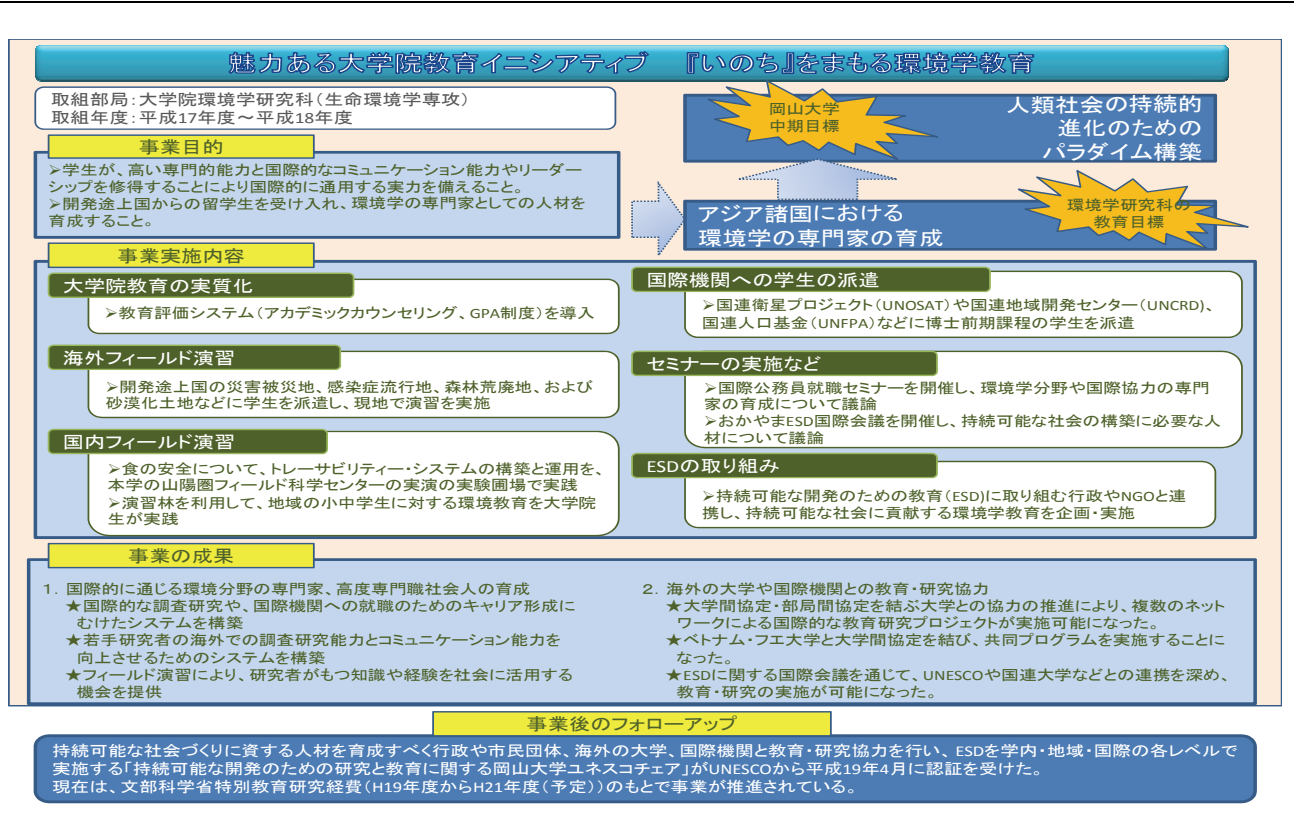 魅力ある大学院教育イニシアティブ　『いのち』をまもる環境学教育
取組部局：大学院環境学研究科（生命環境学専攻）
取組年度：平成17年度～平成18年度
事業目的
➢学生が、高い専門的能力と国際的なコミュニケーション能力やリーダー
シップを修得することにより国際的に通用する実力を備えること。
➢開発途上国からの留学生を受け入れ、環境学の専門家としての人材を
育成すること。
岡山大学
中期目標
人類社会の持続的
進化のための
パラダイム構築
アジア諸国における
環境学の専門家の育成
環境学研究科の
教育目標
事業実施内容
大学院教育の実質化
➢教育評価システム（アカデミックカウンセリング、GPA制度）を導入
海外フィールド演習
➢開発途上国の災害被災地、感染症流行地、森林荒廃地、および
砂漠化土地などに学生を派遣し、現地で演習を実施
国内フィールド演習
➢食の安全について、トレーサビリティー・システムの構築と運用を、
本学の山陽圏フィールド科学センターの実演の実験圃場で実践
➢演習林を利用して、地域の小中学生に対する環境教育を大学院
生が実践
国際機関への学生の派遣
➢国連衛星プロジェクト（UNOSAT）や国連地域開発センター（UNCRD)、
国連人口基金（UNFPA）などに博士前期課程の学生を派遣
セミナーの実施など
➢国際公務員就職セミナーを開催し、環境学分野や国際協力の専門
家の育成について議論
➢おかやまESD国際会議を開催し、持続可能な社会の構築に必要な人
材について議論
ESDの取り組み
➢持続可能な開発のための教育（ESD)に取り組む行政やNGOと連
携し、持続可能な社会に貢献する環境学教育を企画・実施
事業の成果
１．国際的に通じる環境分野の専門家、高度専門職社会人の育成
★国際的な調査研究や、国際機関への就職のためのキャリア形成に
むけたシステムを構築
★若手研究者の海外での調査研究能力とコミュニケーション能力を
向上させるためのシステムを構築
★フィールド演習により、研究者がもつ知識や経験を社会に活用する
機会を提供
２．海外の大学や国際機関との教育・研究協力
★大学間協定・部局間協定を結ぶ大学との協力の推進により、複数のネット
ワークによる国際的な教育研究プロジェクトが実施可能になった。
★ベトナム・フエ大学と大学間協定を結び、共同プログラムを実施することに
なった。
★ESDに関する国際会議を通じて、UNESCOや国連大学などとの連携を深め、
教育・研究の実施が可能になった。
事業後のフォローアップ
持続可能な社会づくりに資する人材を育成すべく行政や市民団体、海外の大学、国際機関と教育・研究協力を行い、ESDを学内・地域・国際の各レベルで
実施する「持続可能な開発のための研究と教育に関する岡山大学ユネスコチェア」がUNESCOから平成19年4月に認証を受けた。
現在は、文部科学省特別教育研究経費（H19年度からH21年度（予定））のもとで事業が推進されている。